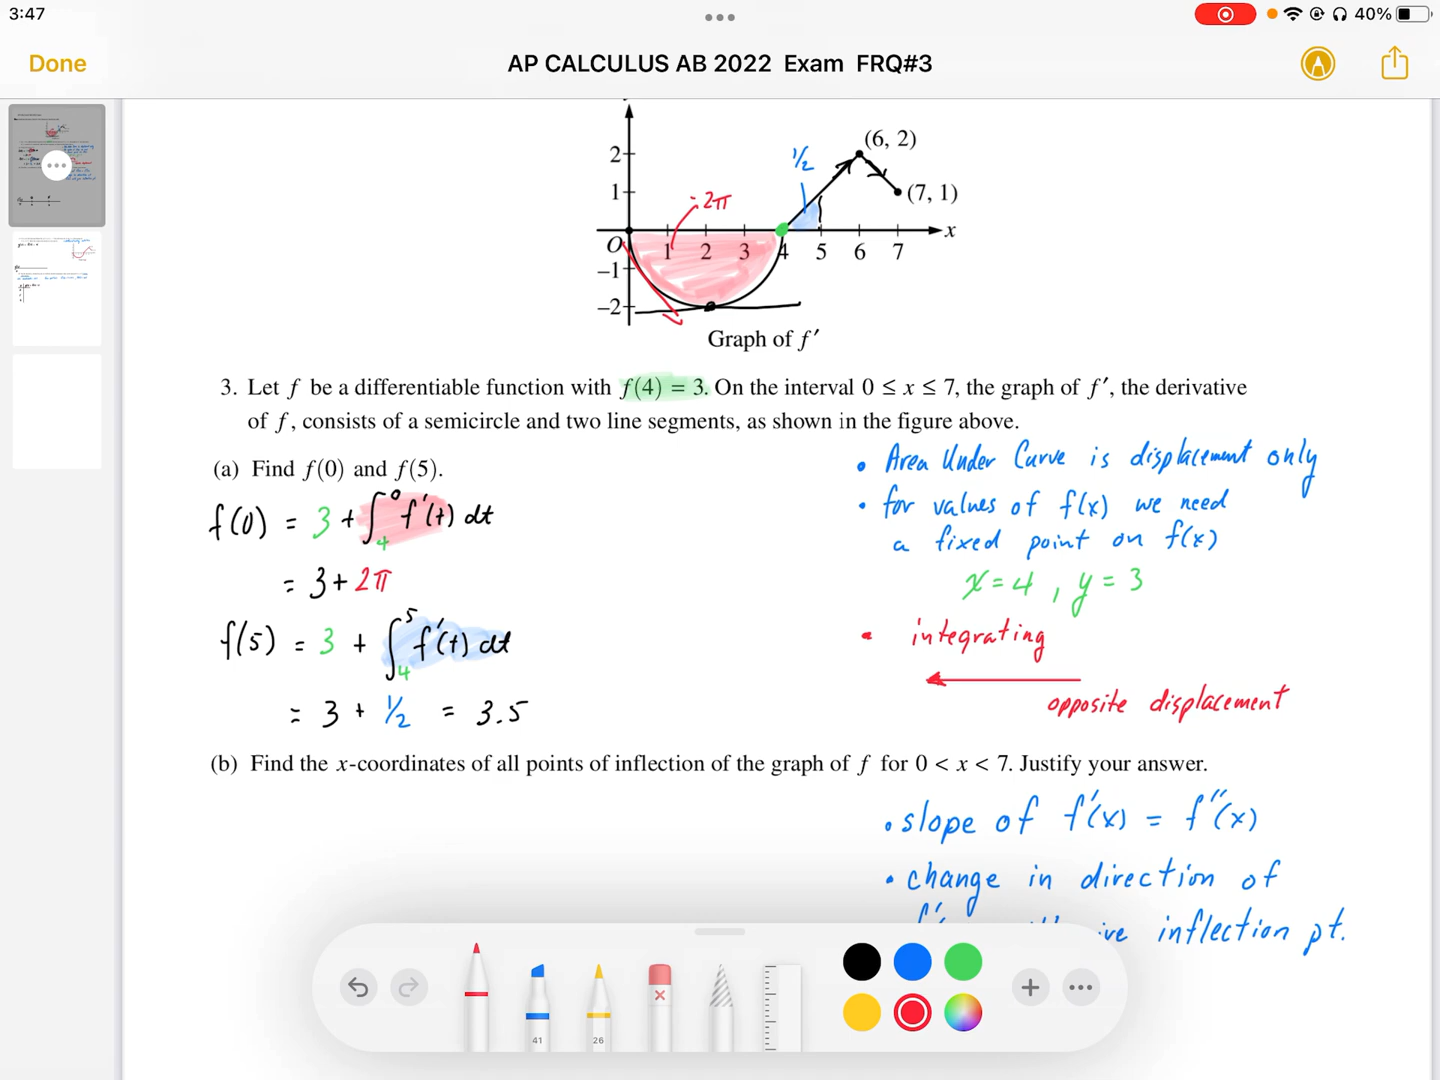 3:47
40%
Done
AP CALCULUS AB 2022 Exam FRQ#3
2
1
-1
-2
O
1 2 3 4 5 6 7
x
(6, 2)
(7, 1)
1/2
-2π
Graph of f′
3. Let f be a differentiable function with f(4) = 3. On the interval 0 ≤ x ≤ 7, the graph of f′, the derivative
of f, consists of a semicircle and two line segments, as shown in the figure above.
(a) Find f(0) and f(5).
f(0) = 3 + ∫₄⁰ f′(t) dt
= 3 + 2π
f(5) = 3 + ∫₄⁵ f′(t) dt
= 3 + 1/2 = 3.5
• Area Under Curve is displacement only
• for values of f(x) we need
a fixed point on f(x)
x = 4, y = 3
• integrating
opposite displacement
(b) Find the x-coordinates of all points of inflection of the graph of f for 0 < x < 7. Justify your answer.
• slope of f′(x) = f″(x)
• change in direction of
inflection pt.
41
26